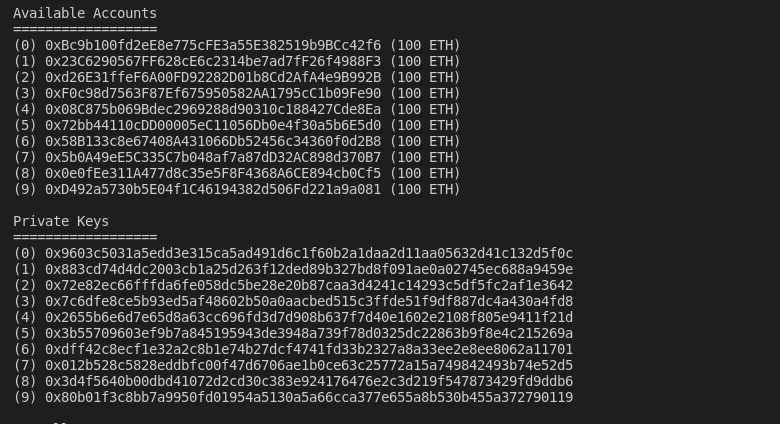 Available Accounts
==================
(0) 0xBc9b100fd2eE8e775cFE3a55E382519b9BCc42f6 (100 ETH)
(1) 0x23C6290567FF628cE6c2314be7ad7fF26f4988F3 (100 ETH)
(2) 0xd26E31ffeF6A00FD92282D01b8Cd2AfA4e9B992B (100 ETH)
(3) 0xF0c98d7563F87Ef675950582AA1795cC1b09Fe90 (100 ETH)
(4) 0x08C875b069Bdec2969288d90310c188427Cde8Ea (100 ETH)
(5) 0x72bb44110cDD00005eC11056Db0e4f30a5b6E5d0 (100 ETH)
(6) 0x58B133c8e67408A431066Db52456c34360f0d2B8 (100 ETH)
(7) 0x5b0A49eE5C335C7b048af7a87dD32AC898d370B7 (100 ETH)
(8) 0x0e0fEe311A477d8c35e5F8F4368A6CE894cb0Cf5 (100 ETH)
(9) 0xD492a5730b5E04f1C46194382d506Fd221a9a081 (100 ETH)
Private Keys
==================
(0) 0x9603c5031a5edd3e315ca5ad491d6c1f60b2a1daa2d11aa05632d41c132d5f0c
(1) 0x883cd74d4dc2003cb1a25d263f12ded89b327bd8f091ae0a02745ec688a9459e
(2) 0x72e82ec66fffda6fe058dc5be28e20b87caa3d4241c14293c5df5fc2af1e3642
(3) 0x7c6dfe8ce5b93ed5af48602b50a0aacbed515c3ffde51f9df887dc4a430a4fd8
(4) 0x2655b6e6d7e65d8a63cc696fd3d7d908b637f7d40e1602e2108f805e9411f21d
(5) 0x3b55709603ef9b7a845195943de3948a739f78d0325dc22863b9f8e4c215269a
(6) 0xdff42c8ecf1e32a2c8b1e74b27dcf4741fd33b2327a8a33ee2e8ee8062a11701
(7) 0x012b528c5828eddbfc00f47d6706ae1b0ce63c25772a15a749842493b74e52d5
(8) 0x3d4f5640b00dbd41072d2cd30c383e924176476e2c3d219f547873429fd9ddb6
(9) 0x80b01f3c8bb7a9950fd01954a5130a5a66cca377e655a8b530b455a372790119